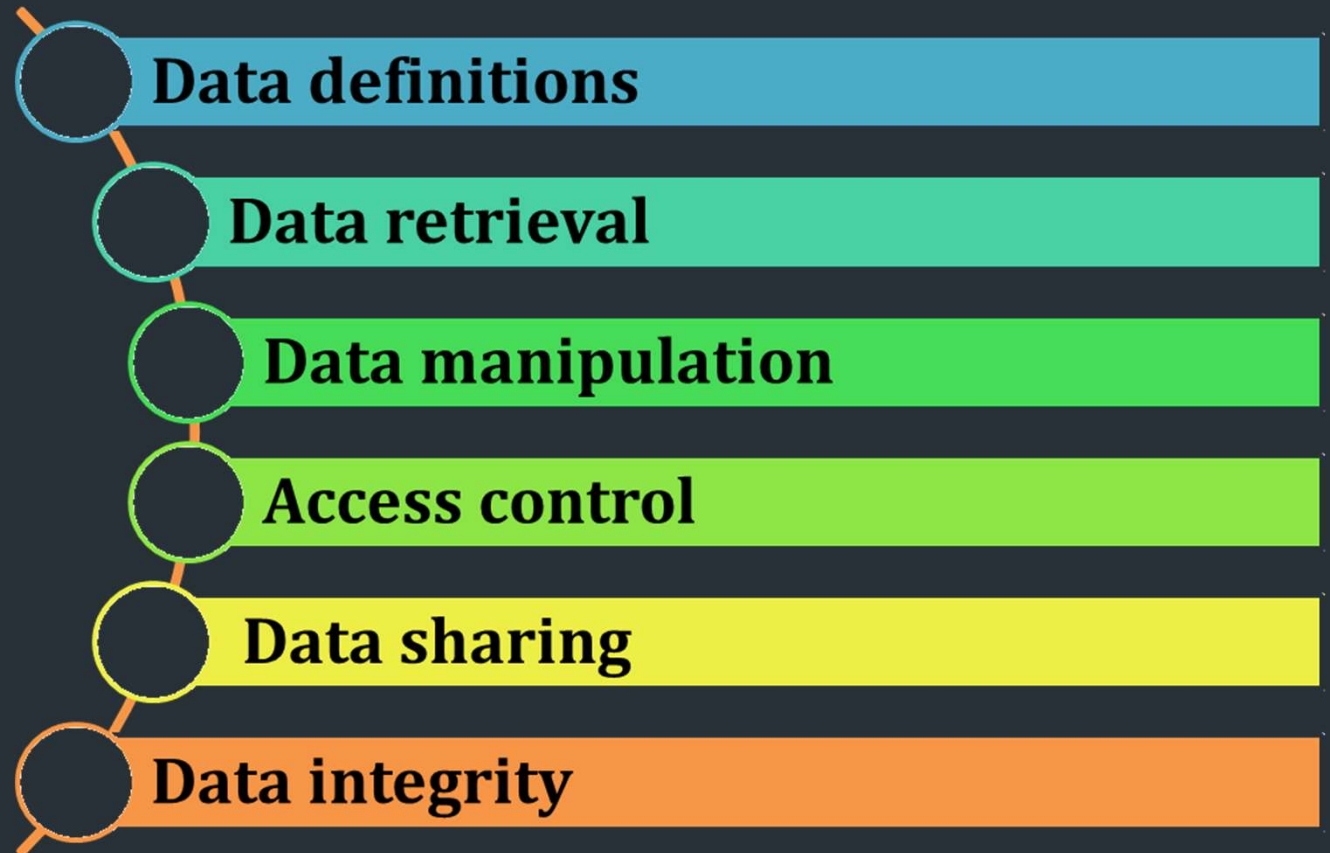 Data definitions
Data retrieval
Data manipulation
Access control
Data sharing
Data integrity